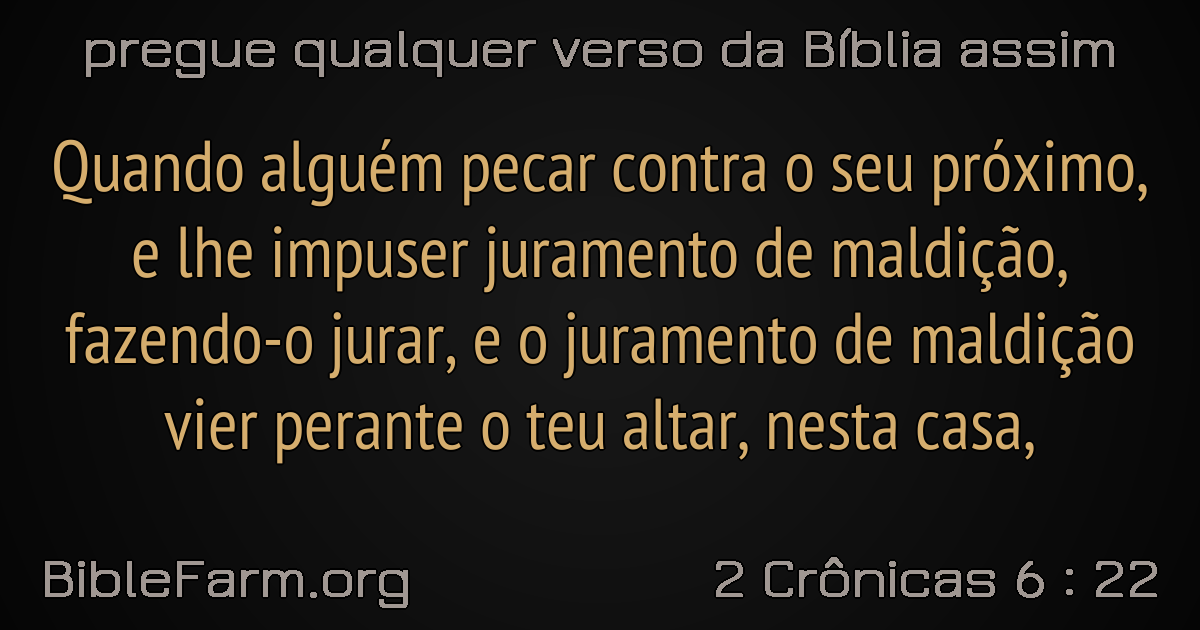 pregue qualquer verso da Bíblia assim
Quando alguém pecar contra o seu próximo,
e lhe impuser juramento de maldição,
fazendo-o jurar, e o juramento de maldição
vier perante o teu altar, nesta casa,
BibleFarm.org
2 Crônicas 6 : 22